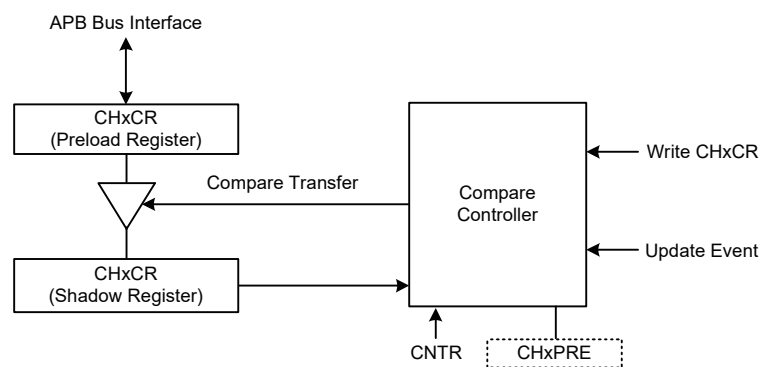 APB Bus Interface
CHxCR
(Preload Register)
Compare Transfer
CHxCR
(Shadow Register)
Compare
Controller
Write CHxCR
Update Event
CNTR
CHxPRE